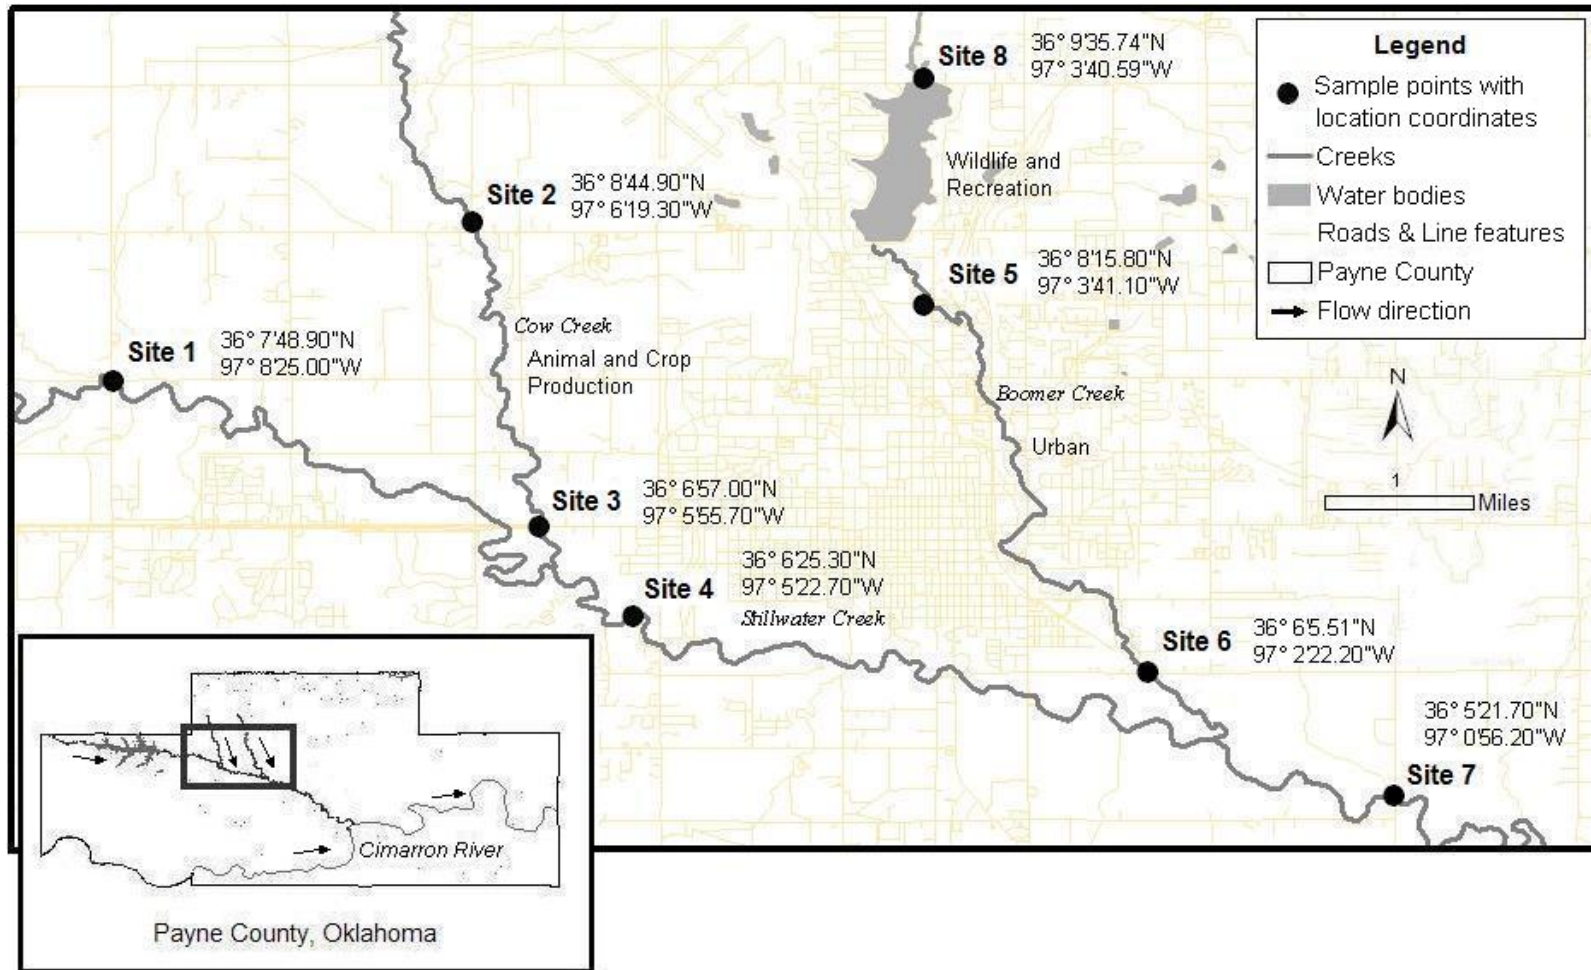 Site 8
36° 9'35.74"N
97° 3'40.59"W
Legend
Sample points with
location coordinates
Creeks
Water bodies
Roads & Line features
Payne County
Flow direction
Wildlife and
Recreation
Site 2
36° 8'44.90"N
97° 6'19.30"W
Site 5
36° 8'15.80"N
97° 3'41.10"W
Site 1
36° 7'48.90"N
97° 8'25.00"W
Cow Creek
Animal and Crop
Production
Boomer Creek
Urban
N
1
Miles
Site 3
36° 6'57.00"N
97° 5'55.70"W
Site 4
36° 6'25.30"N
97° 5'22.70"W
Stillwater Creek
Site 6
36° 6'5.51"N
97° 2'22.20"W
36° 5'21.70"N
97° 0'56.20"W
Site 7
Cimarron River
Payne County, Oklahoma